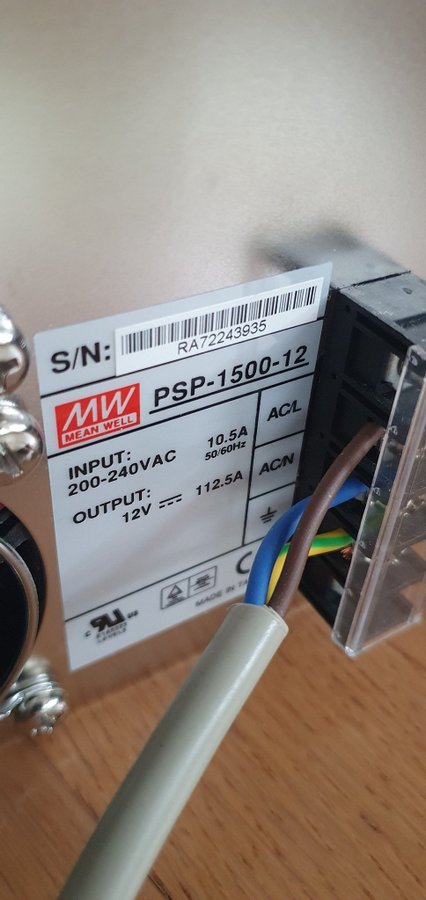 S/N:
RA72243935
MW
MEAN WELL
PSP-1500-12
INPUT: 10.5A
200-240VAC 50/60Hz
OUTPUT:
12V 112.5A
AC/L
AC/N
c US
MADE IN